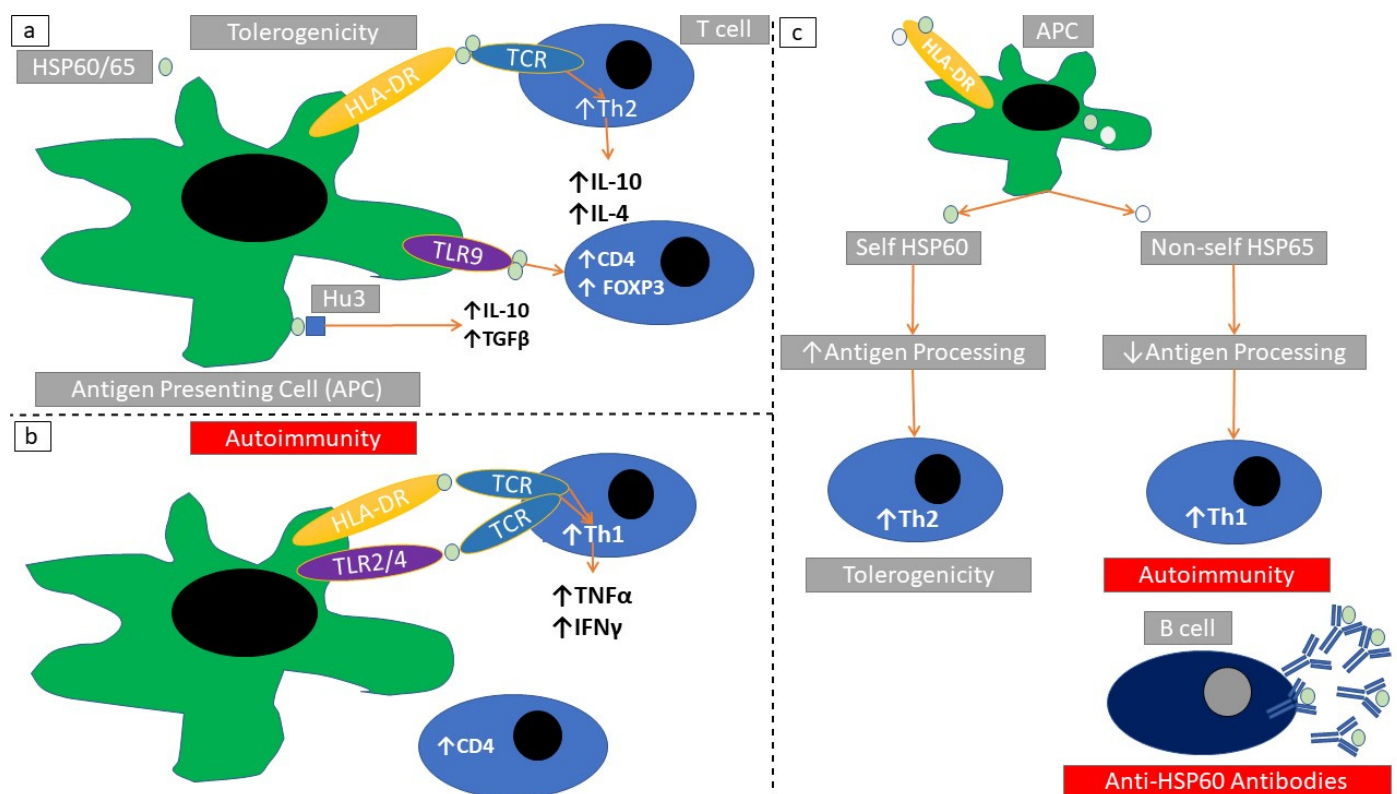 a
Tolerogenicity
T cell
HSP60/65
HLA-DR
TCR
↑Th2
↑IL-10
↑IL-4
TLR9
↑CD4
↑ FOXP3
Hu3
↑IL-10
↑TGFβ
Antigen Presenting Cell (APC)
b
Autoimmunity
HLA-DR
TCR
TCR
↑Th1
TLR2/4
↑TNFα
↑IFNγ
↑CD4
c
APC
HLA-DR
Self HSP60
Non-self HSP65
↑Antigen Processing
↓Antigen Processing
↑Th2
↑Th1
Tolerogenicity
Autoimmunity
B cell
Anti-HSP60 Antibodies